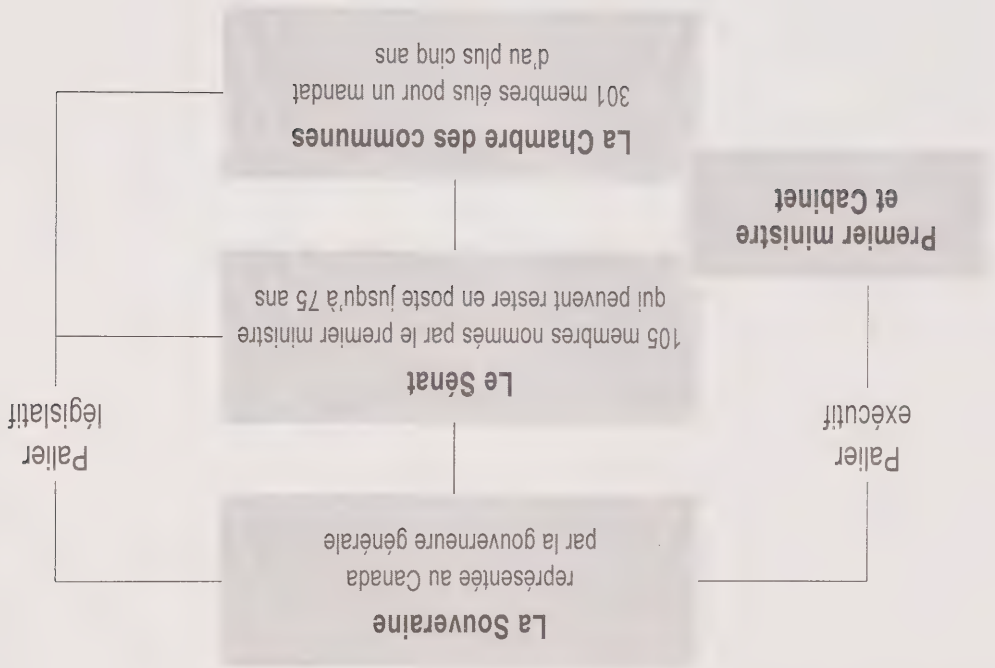 La Souveraine
représentée au Canada
par la gouverneure générale
Palier
exécutif
Palier
législatif
Le Sénat
105 membres nommés par le premier ministre
qui peuvent rester en poste jusqu'à 75 ans
Premier ministre
et Cabinet
La Chambre des communes
301 membres élus pour un mandat
d'au plus cinq ans